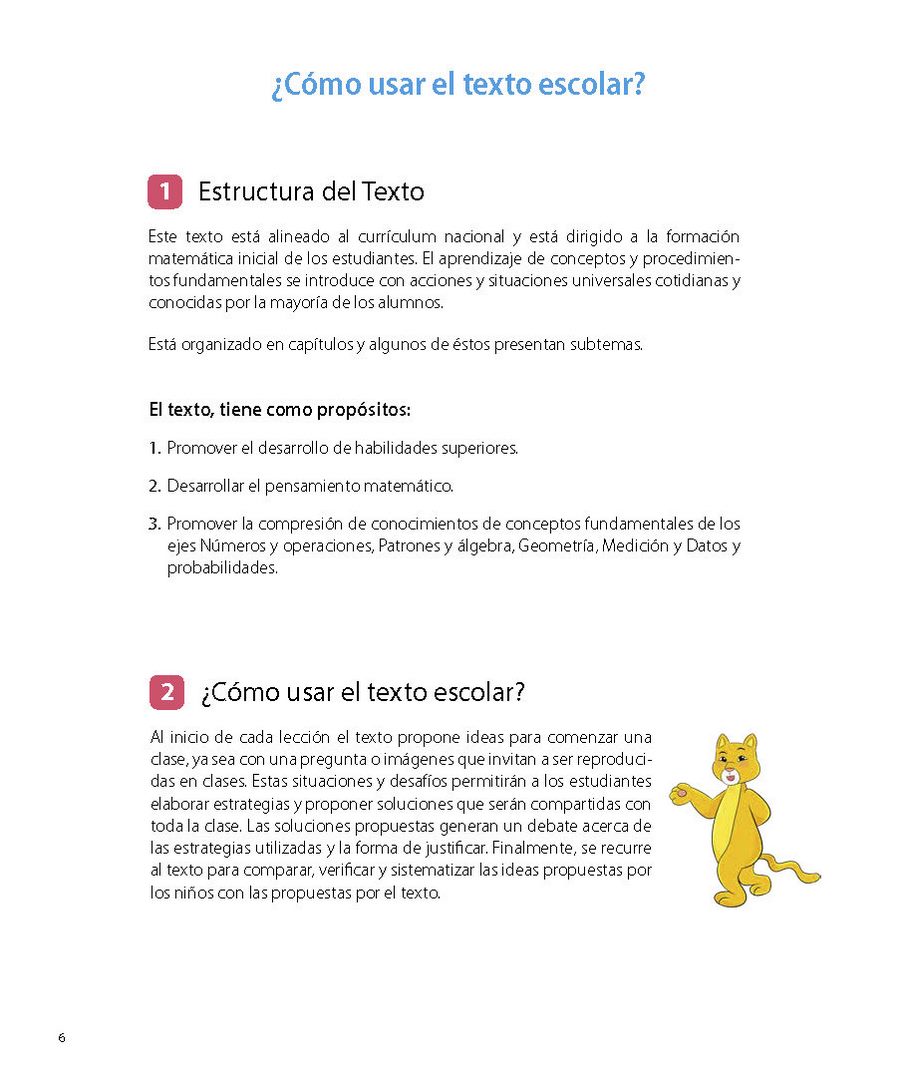 ¿Cómo usar el texto escolar?
1 Estructura del Texto
Este texto está alineado al currículum nacional y está dirigido a la formación
matemática inicial de los estudiantes. El aprendizaje de conceptos y procedimien-
tos fundamentales se introduce con acciones y situaciones universales cotidianas y
conocidas por la mayoría de los alumnos.
Está organizado en capítulos y algunos de éstos presentan subtemas.
El texto, tiene como propósitos:
1. Promover el desarrollo de habilidades superiores.
2. Desarrollar el pensamiento matemático.
3. Promover la compresión de conocimientos de conceptos fundamentales de los
ejes Números y operaciones, Patrones y álgebra, Geometría, Medición y Datos y
probabilidades.
2 ¿Cómo usar el texto escolar?
Al inicio de cada lección el texto propone ideas para comenzar una
clase, ya sea con una pregunta o imágenes que invitan a ser reproduci-
das en clases. Estas situaciones y desafíos permitirán a los estudiantes
elaborar estrategias y proponer soluciones que serán compartidas con
toda la clase. Las soluciones propuestas generan un debate acerca de
las estrategias utilizadas y la forma de justificar. Finalmente, se recurre
al texto para comparar, verificar y sistematizar las ideas propuestas por
los niños con las propuestas por el texto.
6